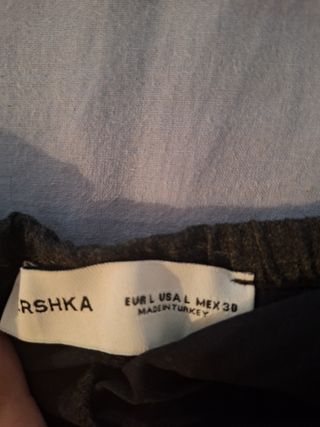 RSHKA
EUR L USA L MEX 30
MADE IN TURKEY